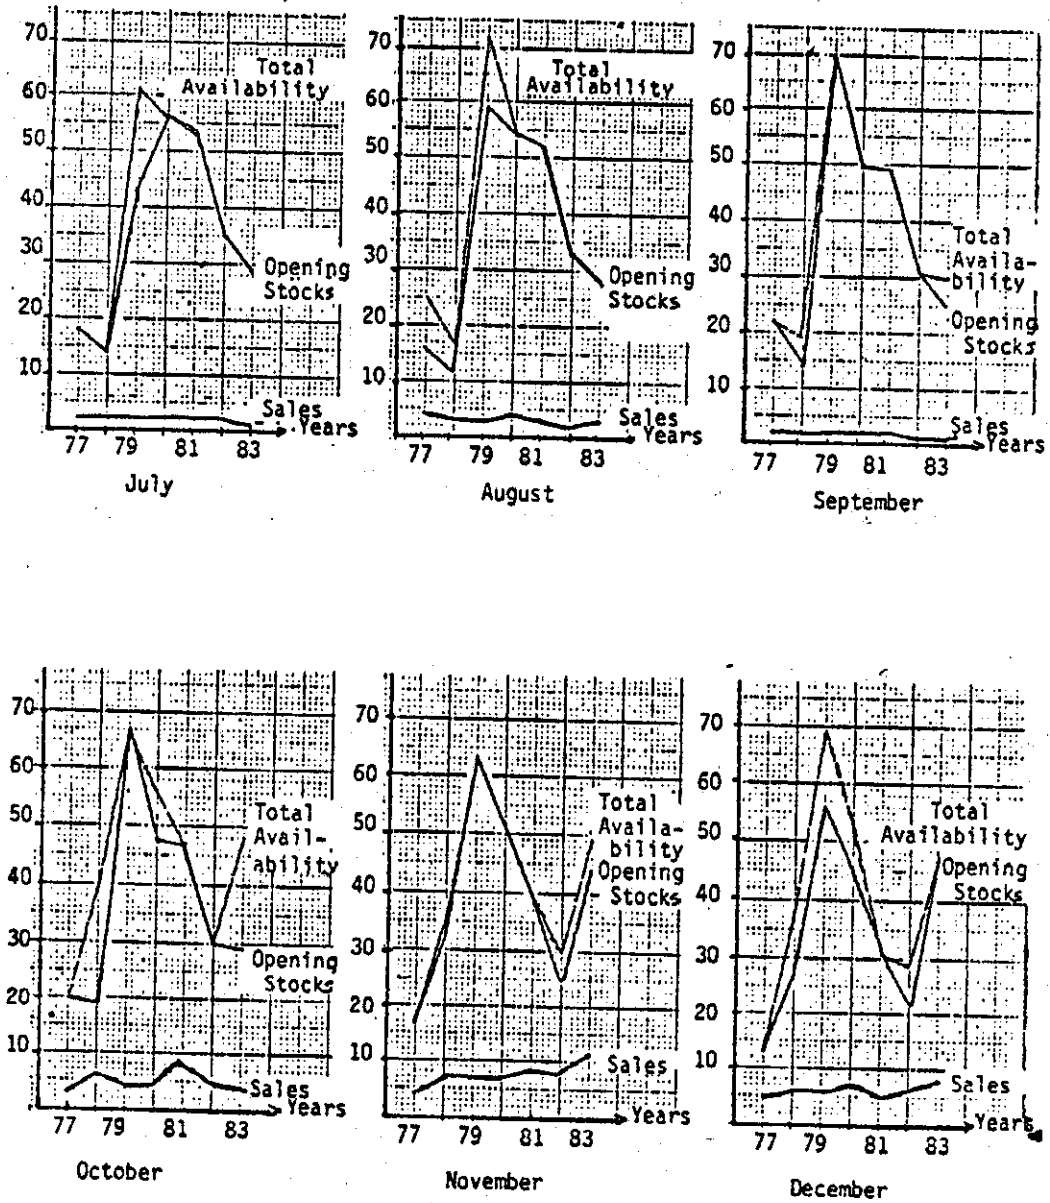 70
60
50
40
30
20
10
Total
Availability
Opening
Stocks
Sales
Years
77 79 81 83
July
70
60
50
40
30
20
10
Total
Availability
Opening
Stocks
Sales
Years
77 79 81 83
August
70
60
50
40
30
20
10
Total
Availa-
bility
Opening
Stocks
Sales
Years
77 79 81 83
September
70
60
50
40
30
20
10
Total
Avail-
ability
Opening
Stocks
Sales
Years
77 79 81 83
October
70
60
50
40
30
20
10
Total
Availa-
bility
Opening
Stocks
Sales
Years
77 79 81 83
November
70
60
50
40
30
20
10
Total
Availability
Opening
Stocks
Sales
Years
77 79 81 83
December